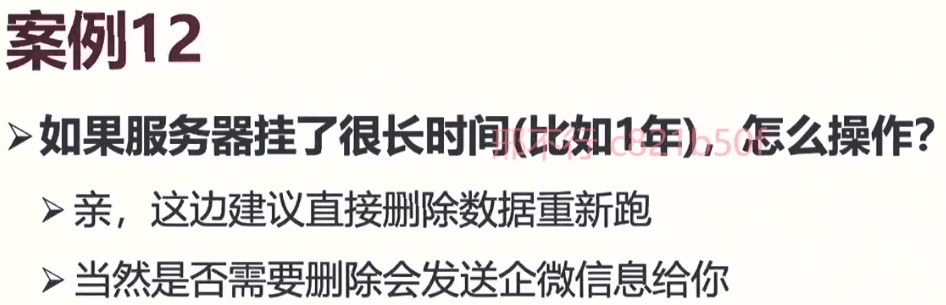 案例12
➢如果服务器挂了很长时间(比如1年)，怎么操作？
➢亲，这边建议直接删除数据重新跑
➢当然是否需要删除会发送企微信息给你